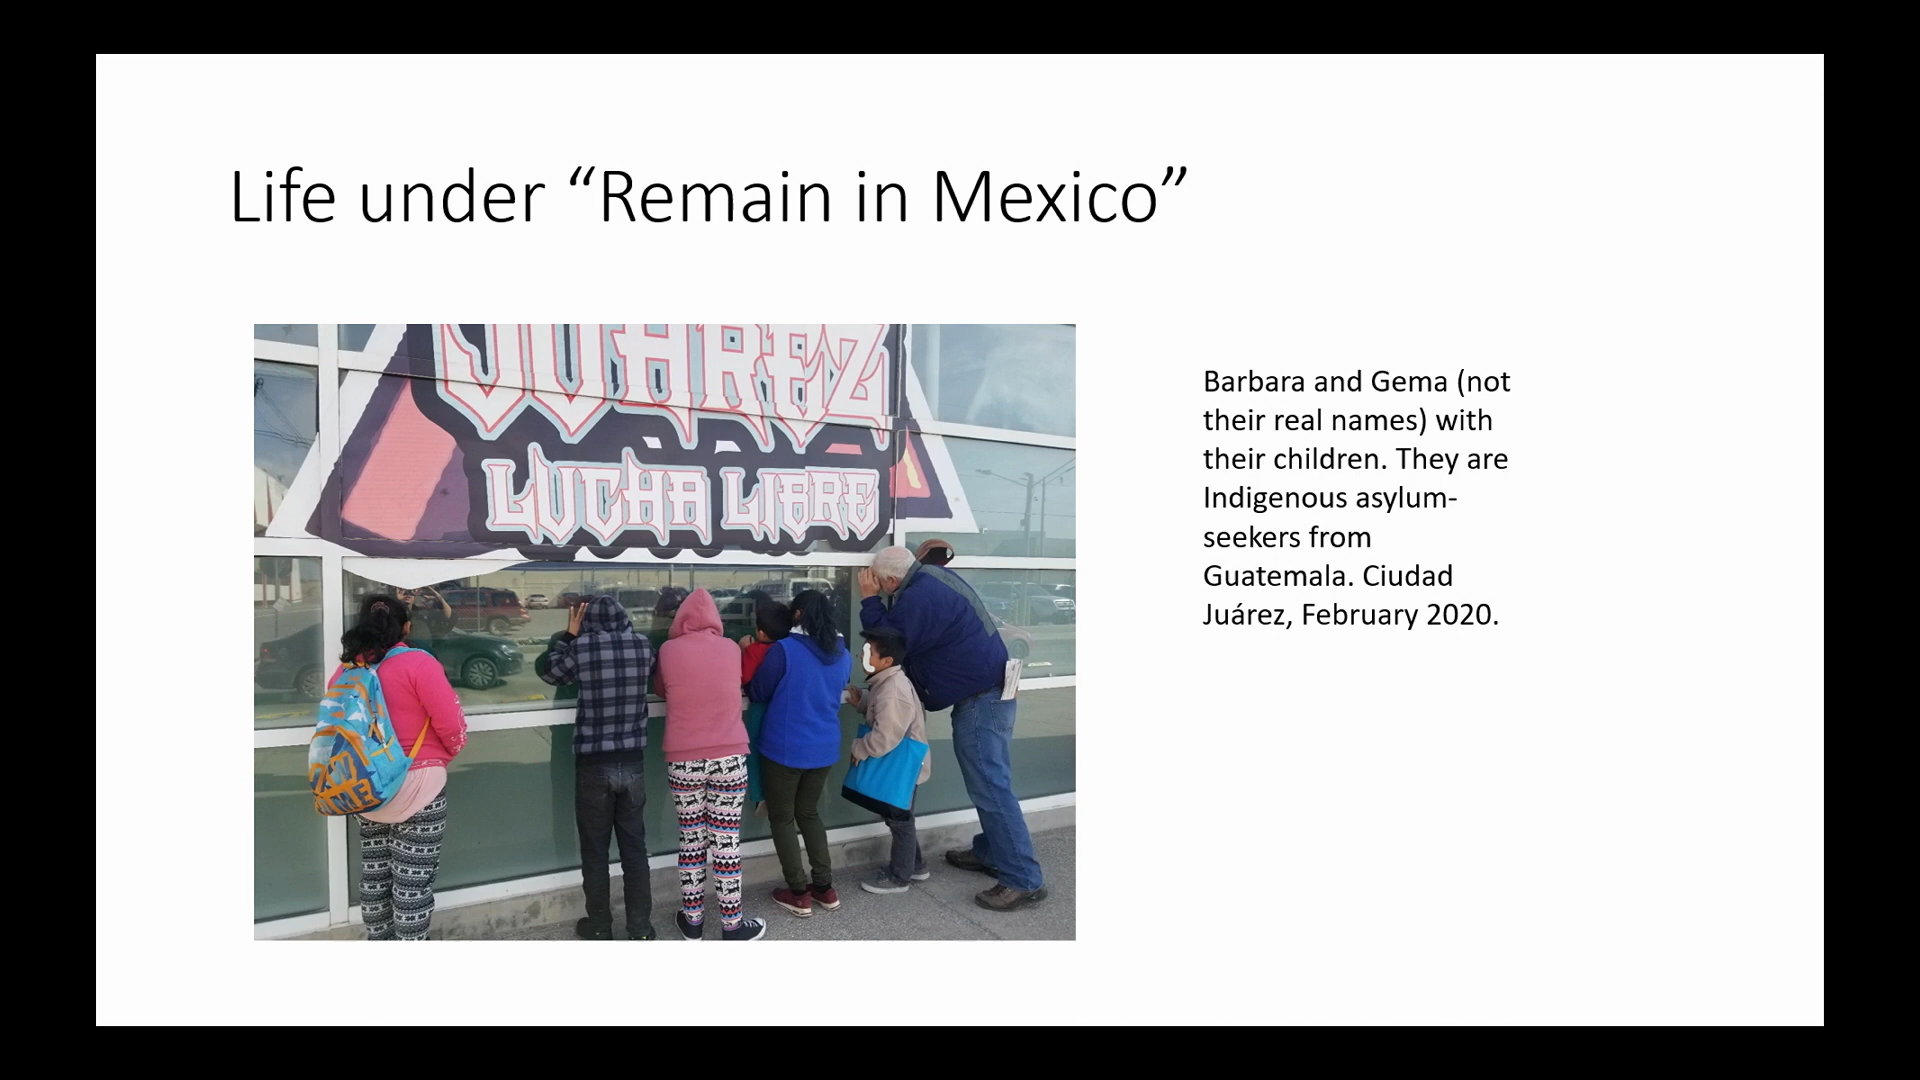 Life under “Remain in Mexico”
JUAREZ
LUCHA LIBRE
Barbara and Gema (not
their real names) with
their children. They are
Indigenous asylum-
seekers from
Guatemala. Ciudad
Juárez, February 2020.